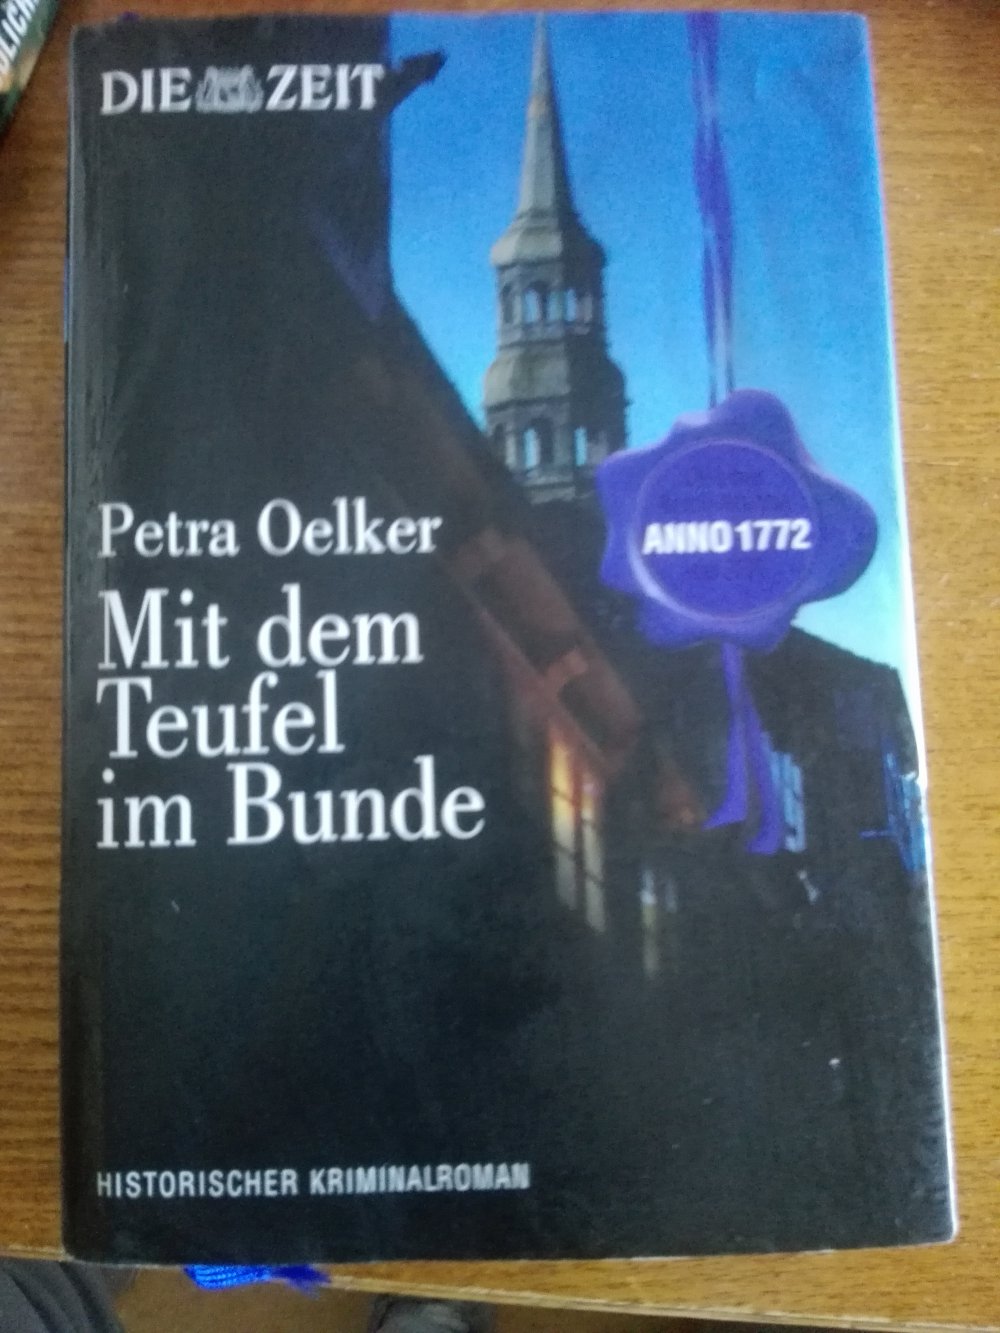 DIE ZEIT
ANNO 1772
Petra Oelker
Mit dem
Teufel
im Bunde
HISTORISCHER KRIMINALROMAN